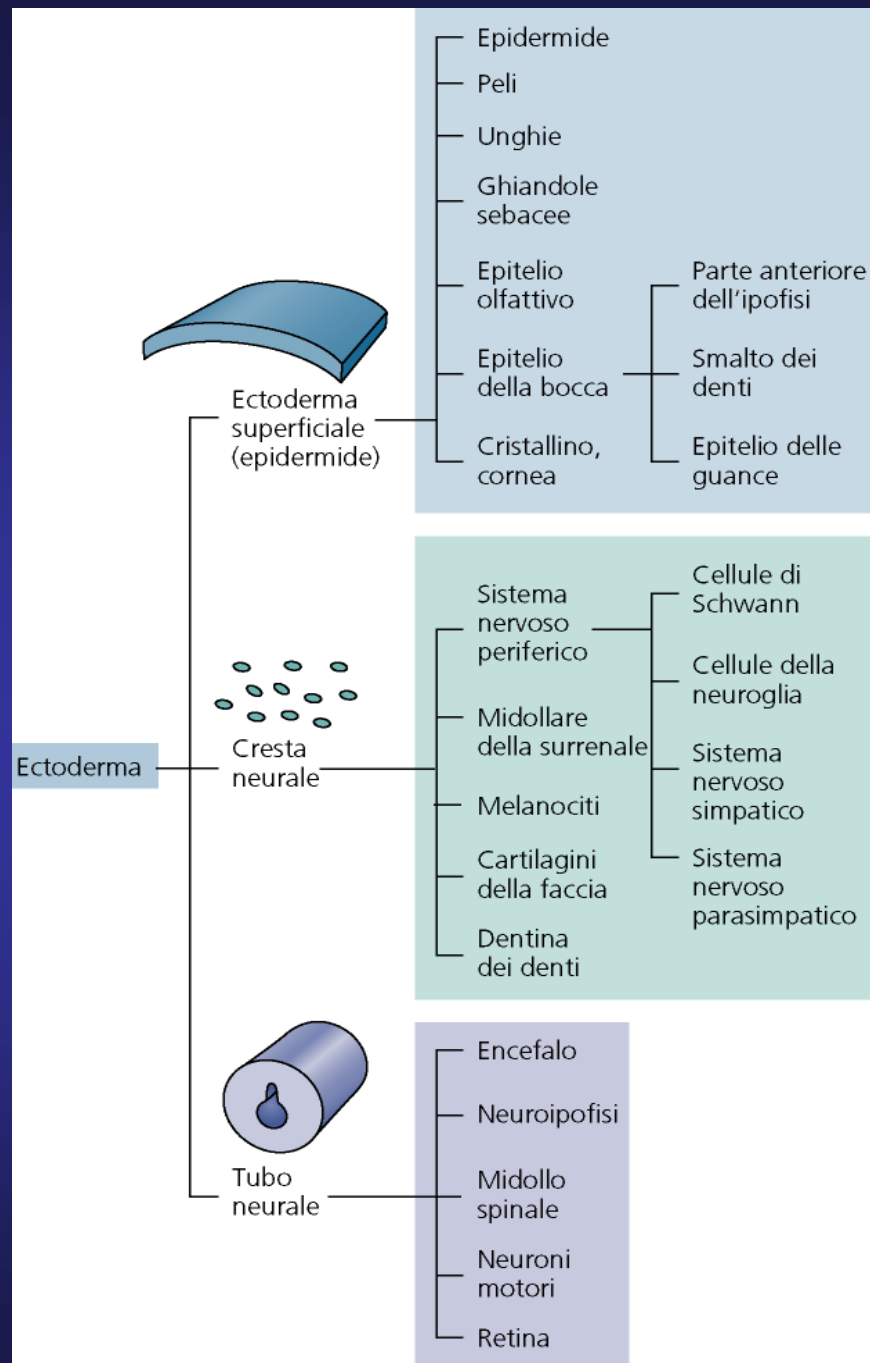 Ectoderma
Ectoderma
superficiale
(epidermide)
Epidermide
Peli
Unghie
Ghiandole
sebacee
Epitelio
olfattivo
Epitelio
della bocca
Cristallino,
cornea
Parte anteriore
dell'ipofisi
Smalto dei
denti
Epitelio delle
guance
Cresta
neurale
Sistema
nervoso
periferico
Midollare
della surrenale
Melanociti
Cartilagini
della faccia
Dentina
dei denti
Cellule di
Schwann
Cellule della
neuroglia
Sistema
nervoso
simpatico
Sistema
nervoso
parasimpatico
Tubo
neurale
Encefalo
Neuroipofisi
Midollo
spinale
Neuroni
motori
Retina